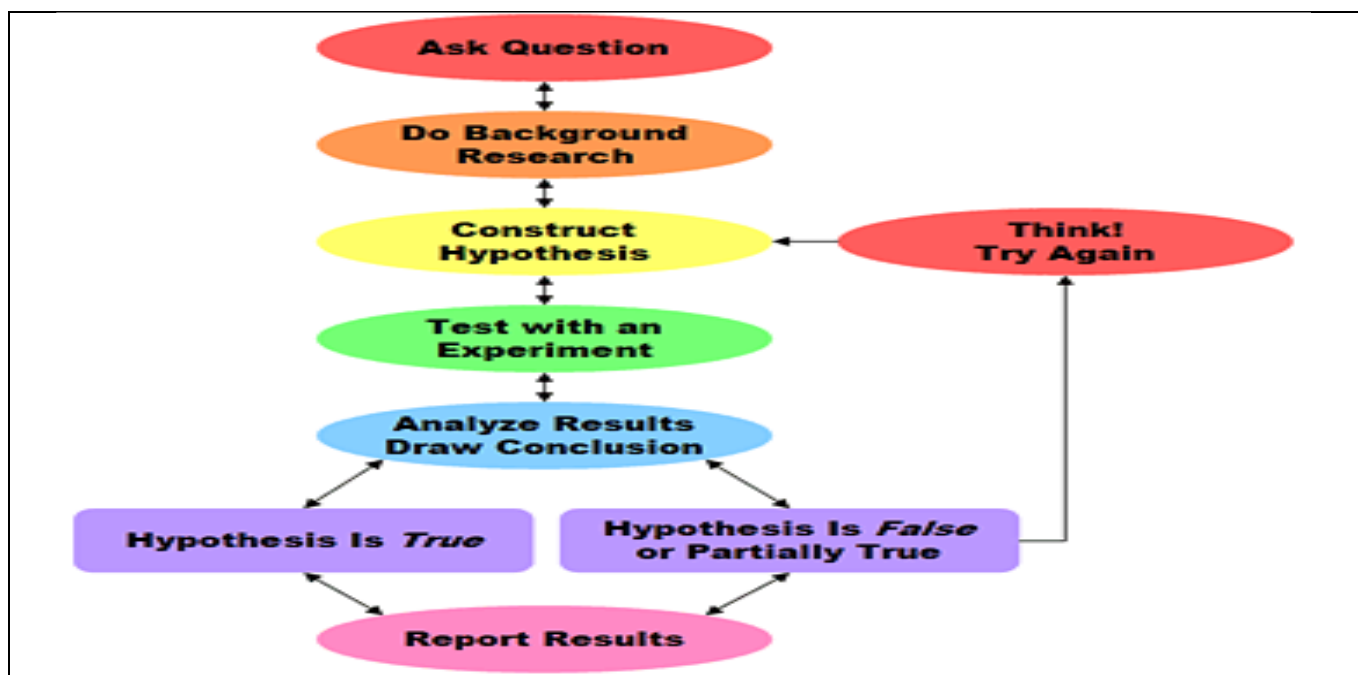 Ask Question
Do Background
Research
Construct
Hypothesis
Think!
Try Again
Test with an
Experiment
Analyze Results
Draw Conclusion
Hypothesis Is True
Hypothesis Is False
or Partially True
Report Results